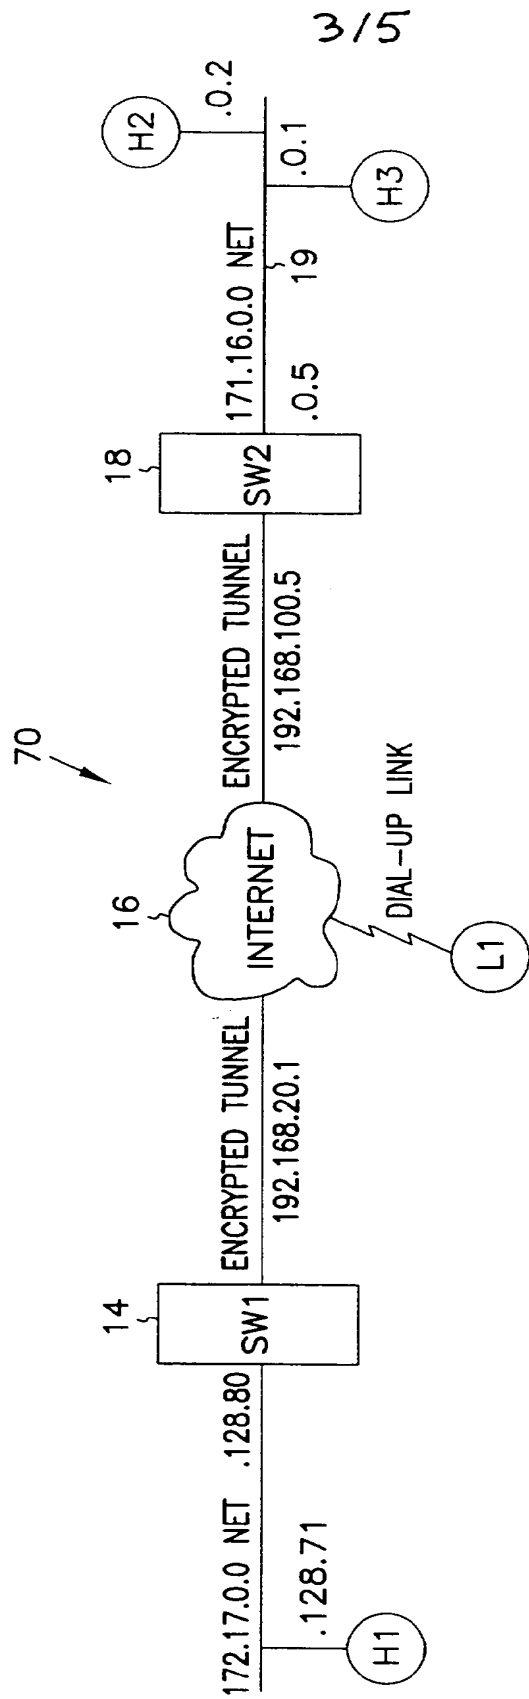 3/5
70
172.17.0.0 NET
.128.80
.128.71
H1
14
SW1
ENCRYPTED TUNNEL
192.168.20.1
16
INTERNET
DIAL-UP LINK
L1
ENCRYPTED TUNNEL
192.168.100.5
18
SW2
171.16.0.0 NET
.0.5
19
H2
.0.2
.0.1
H3